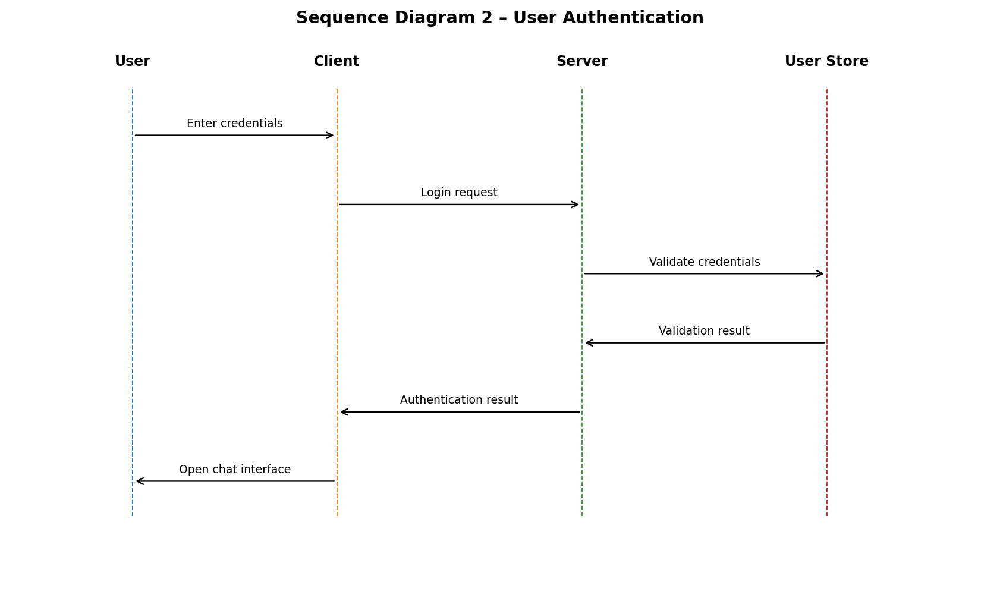 Sequence Diagram 2 – User Authentication
User Client Server User Store
Enter credentials
Login request
Validate credentials
Validation result
Authentication result
Open chat interface